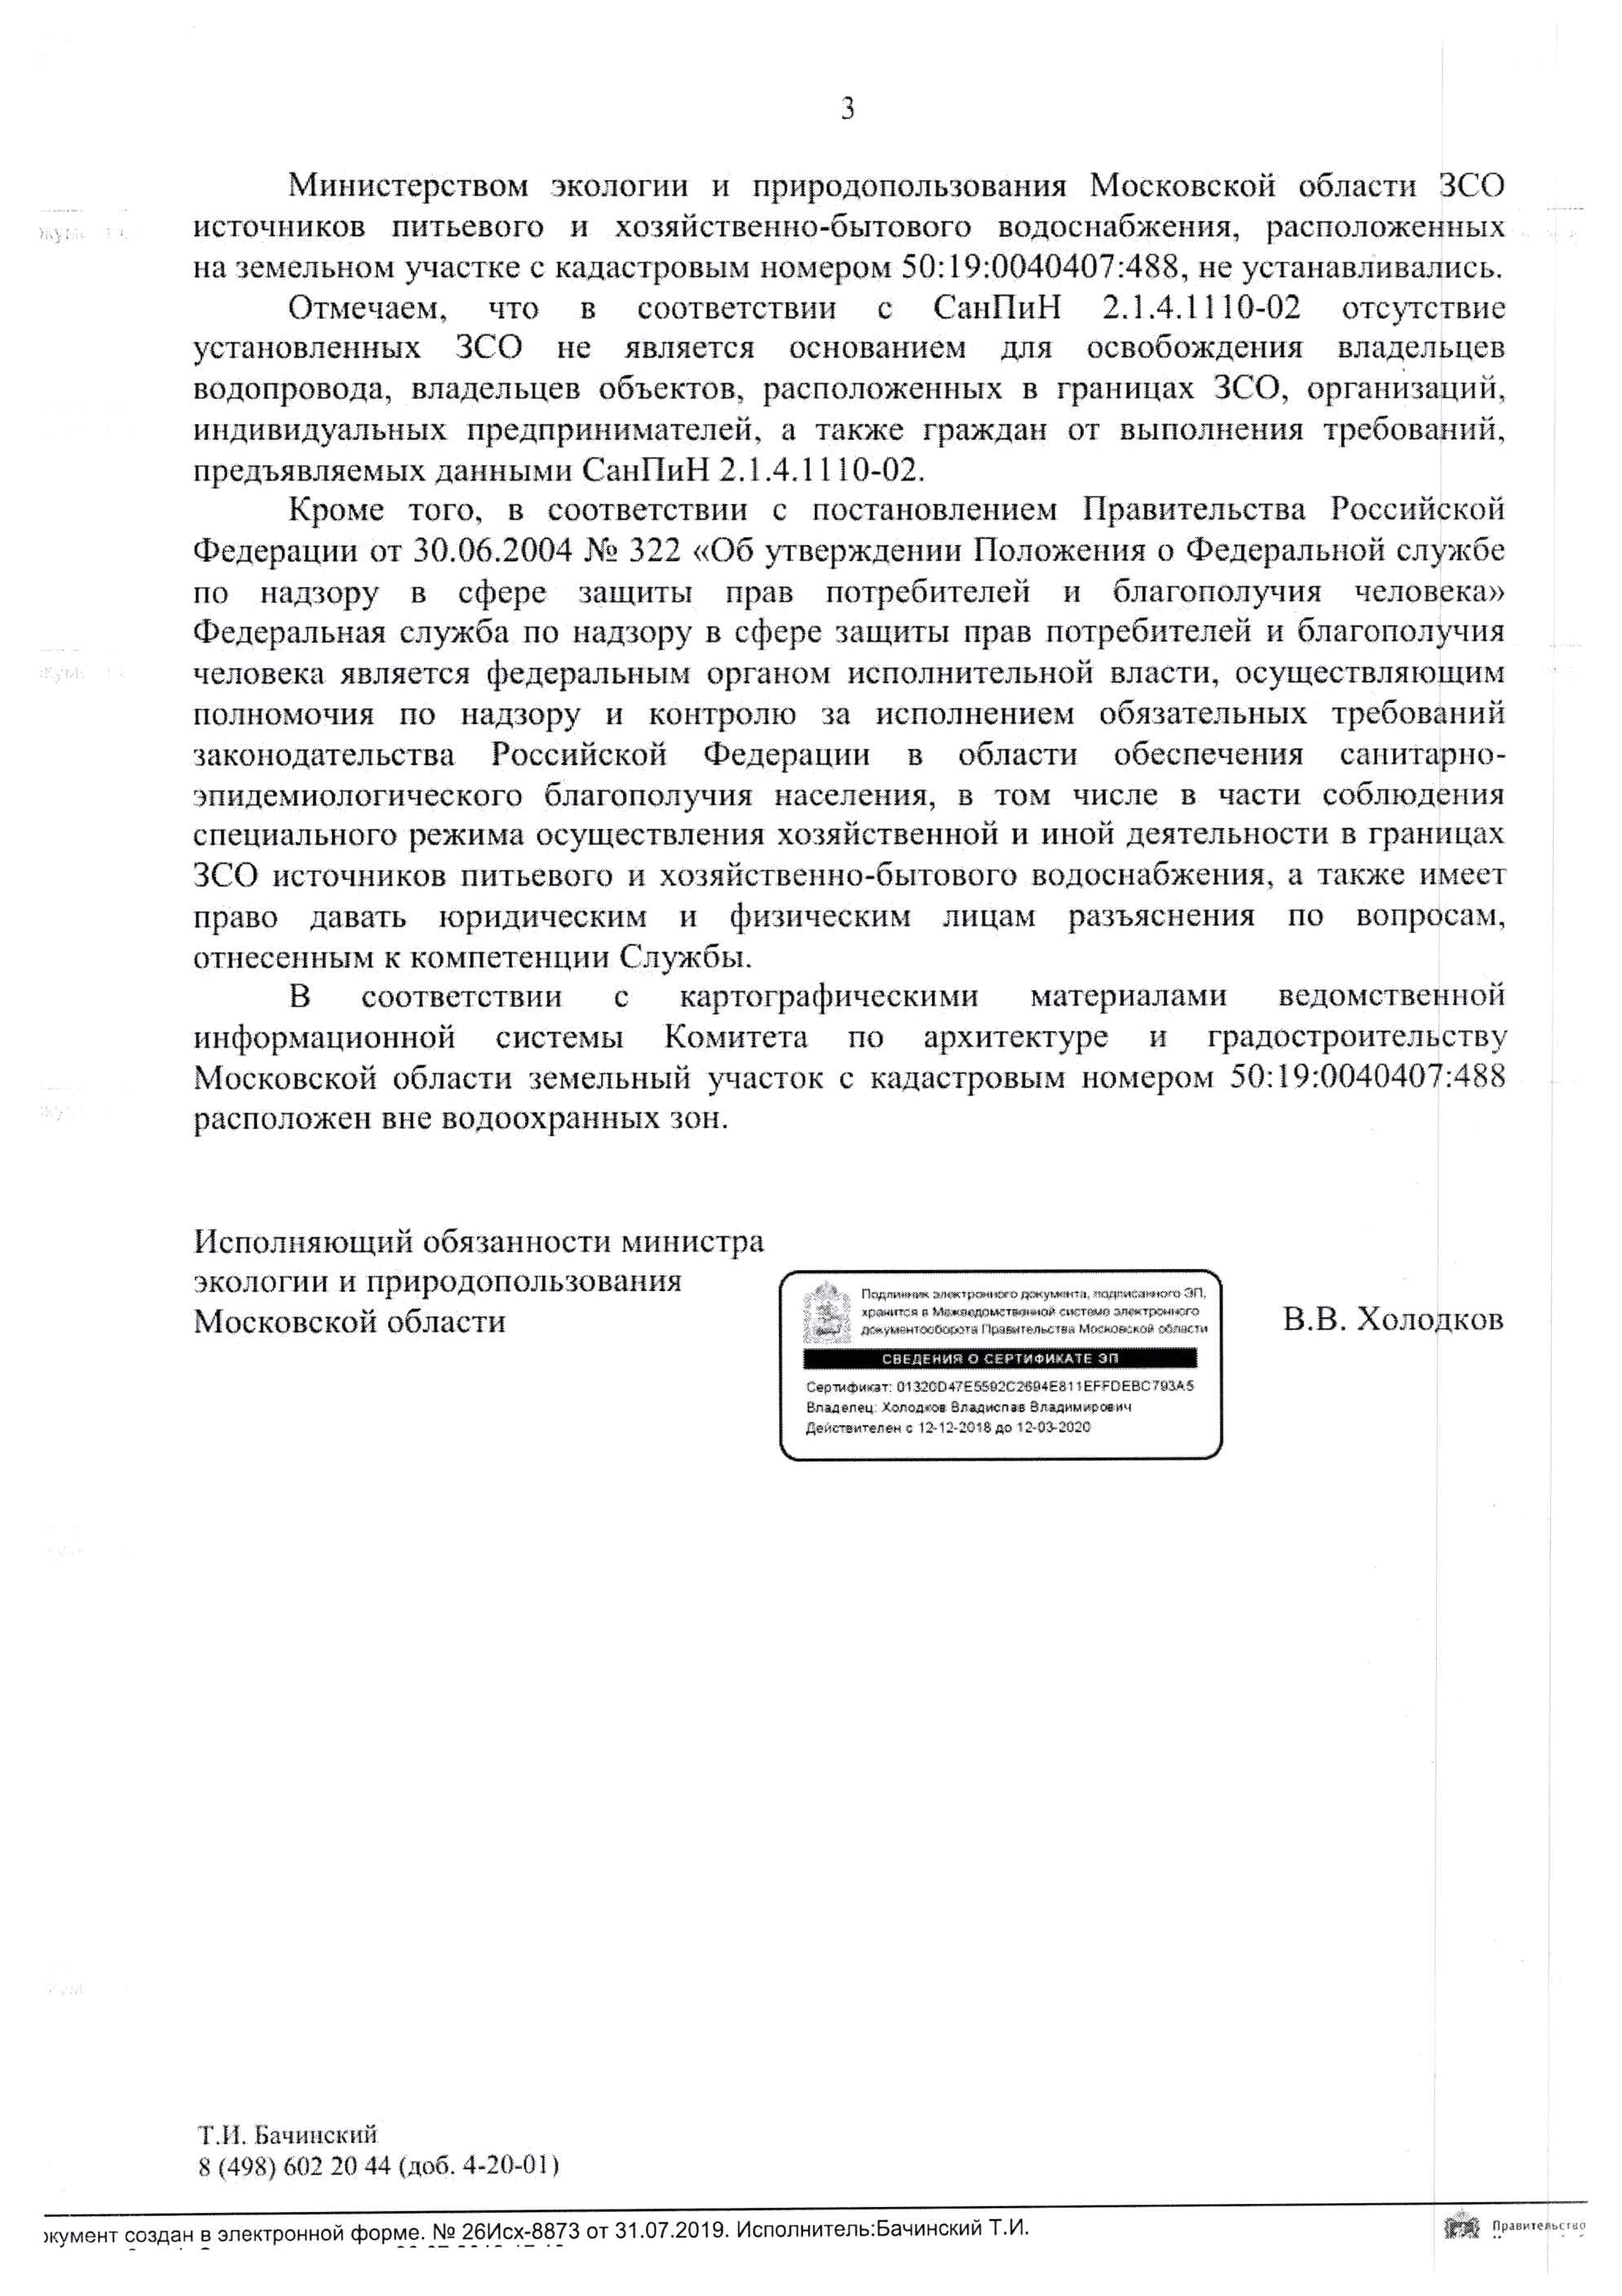 3
Министерством экологии и природопользования Московской области ЗСО
источников питьевого и хозяйственно-бытового водоснабжения, расположенных
на земельном участке с кадастровым номером 50:19:0040407:488, не устанавливались.
Отмечаем, что в соответствии с СанПиН 2.1.4.1110-02 отсутствие
установленных ЗСО не является основанием для освобождения владельцев
водопровода, владельцев объектов, расположенных в границах ЗСО, организаций,
индивидуальных предпринимателей, а также граждан от выполнения требований,
предъявляемых данными СанПиН 2.1.4.1110-02.
Кроме того, в соответствии с постановлением Правительства Российской
Федерации от 30.06.2004 № 322 «Об утверждении Положения о Федеральной службе
по надзору в сфере защиты прав потребителей и благополучия человека»
Федеральная служба по надзору в сфере защиты прав потребителей и благополучия
человека является федеральным органом исполнительной власти, осуществляющим
полномочия по надзору и контролю за исполнением обязательных требований
законодательства Российской Федерации в области обеспечения санитарно-
эпидемиологического благополучия населения, в том числе в части соблюдения
специального режима осуществления хозяйственной и иной деятельности в границах
ЗСО источников питьевого и хозяйственно-бытового водоснабжения, а также имеет
право давать юридическим и физическим лицам разъяснения по вопросам,
отнесенным к компетенции Службы.
В соответствии с картографическими материалами ведомственной
информационной системы Комитета по архитектуре и градостроительству
Московской области земельный участок с кадастровым номером 50:19:0040407:488
расположен вне водоохранных зон.
Исполняющий обязанности министра
экологии и природопользования
Московской области
Подлинник электронного документа, подписанного ЭП,
хранится в Межведомственной системе электронного
документооборота Правительства Московской области
СВЕДЕНИЯ О СЕРТИФИКАТЕ ЭП
Сертификат: 01320D47E5592C2694E811EFFDEBC793A5
Владелец: Холодков Владислав Владимирович
Действителен с 12-12-2018 до 12-03-2020
В.В. Холодков
Т.И. Бачинский
8 (498) 602 20 44 (доб. 4-20-01)
жумент создан в электронной форме. № 26Исх-8873 от 31.07.2019. Исполнитель:Бачинский Т.И.
Правительство